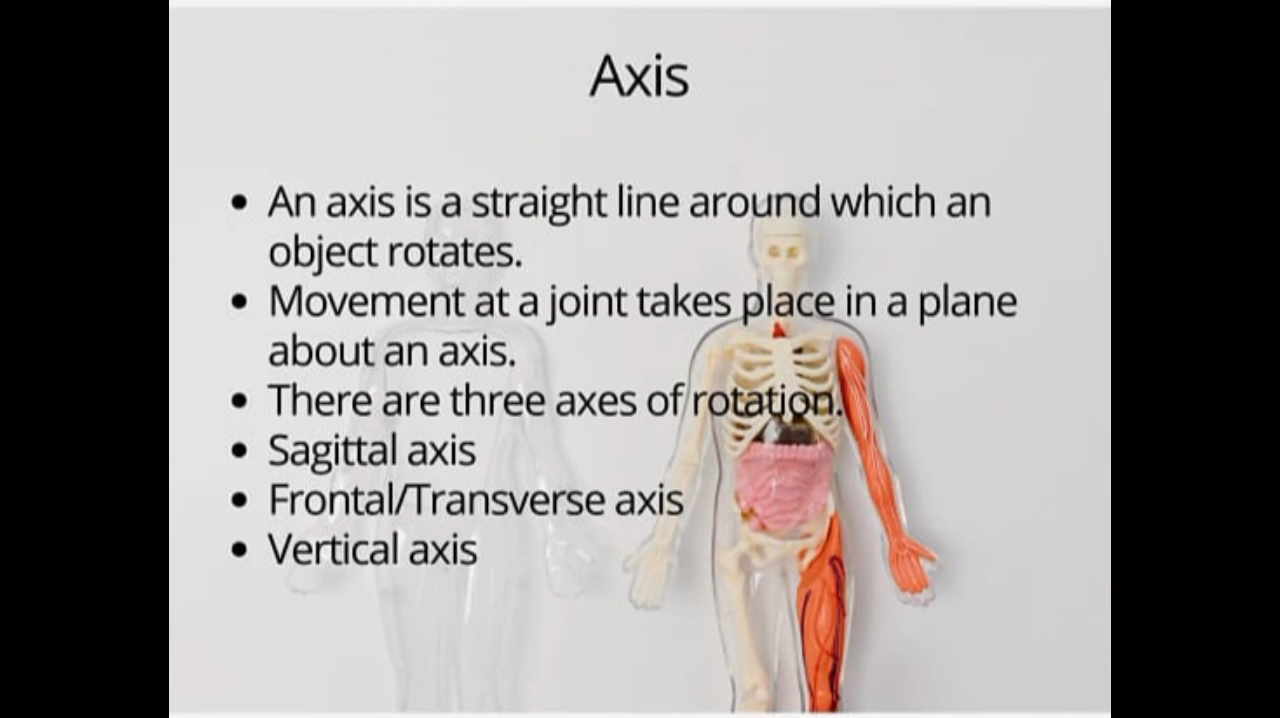 Axis
• An axis is a straight line around which an
object rotates.
• Movement at a joint takes place in a plane
about an axis.
• There are three axes of rotation.
• Sagittal axis
• Frontal/Transverse axis
• Vertical axis